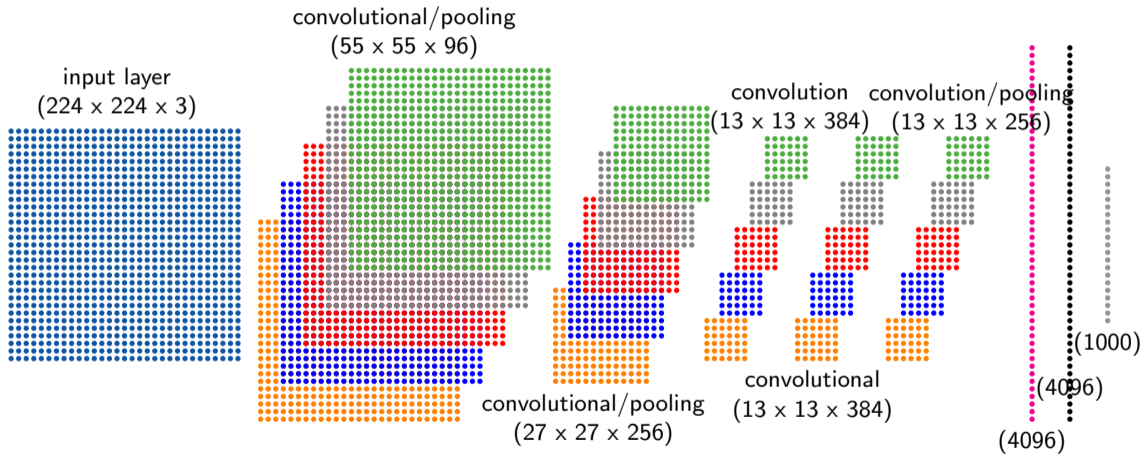 input layer
(224 x 224 x 3)
convolutional/pooling
(55 x 55 x 96)
convolutional/pooling
(27 x 27 x 256)
convolution
(13 x 13 x 384)
convolutional
(13 x 13 x 384)
convolution/pooling
(13 x 13 x 256)
(4096)
(4096)
(1000)